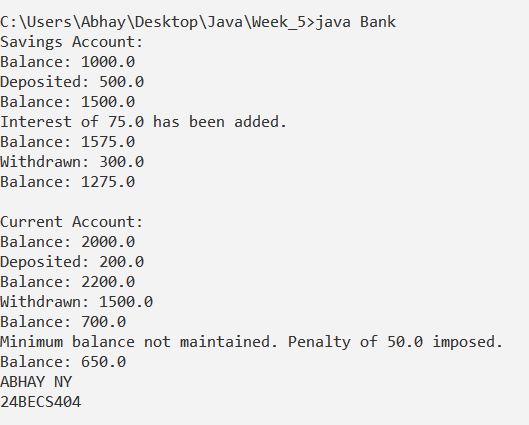 C:\Users\Abhay\Desktop\Java\Week_5>java Bank
Savings Account:
Balance: 1000.0
Deposited: 500.0
Balance: 1500.0
Interest of 75.0 has been added.
Balance: 1575.0
Withdrawn: 300.0
Balance: 1275.0

Current Account:
Balance: 2000.0
Deposited: 200.0
Balance: 2200.0
Withdrawn: 1500.0
Balance: 700.0
Minimum balance not maintained. Penalty of 50.0 imposed.
Balance: 650.0
ABHAY NY
24BECS404